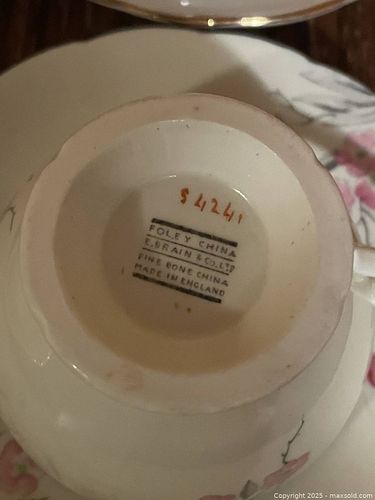 S4241
FOLEY CHINA
E. BRAIN & CO. LTD
FINE BONE CHINA
MADE IN ENGLAND
Copyright 2025 - maxsold.com